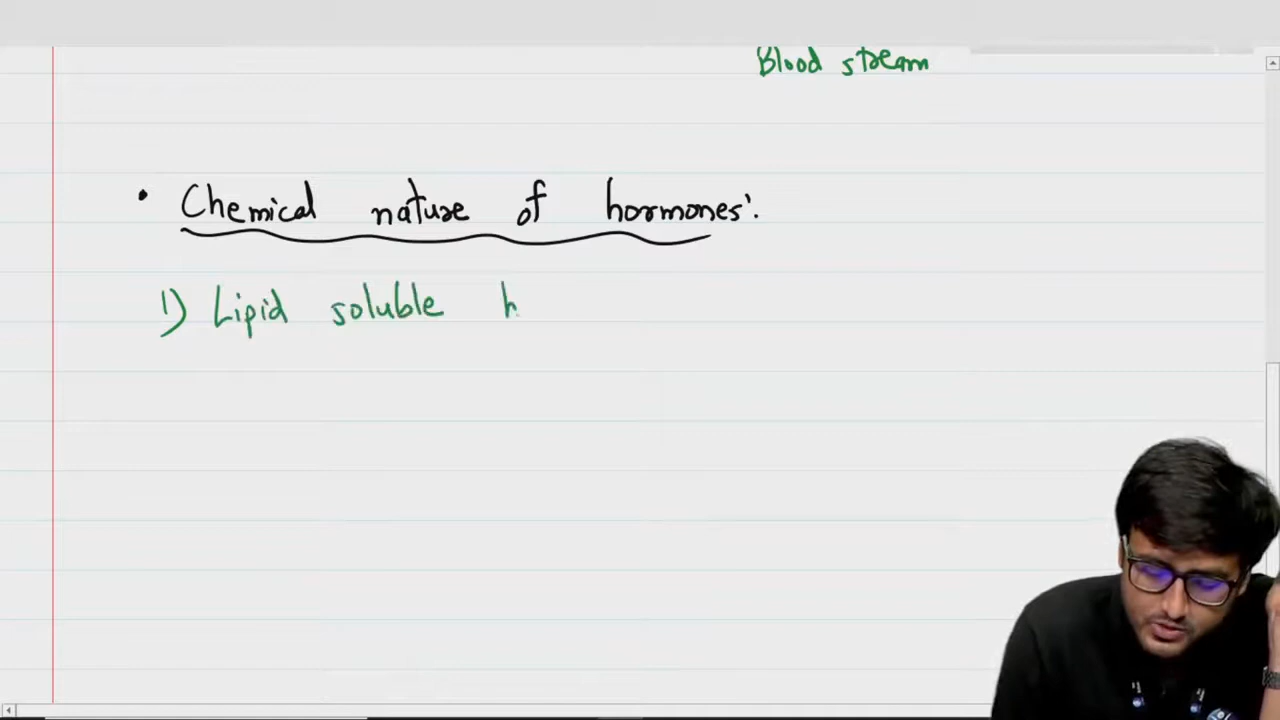 Blood stream
• Chemical nature of hormones:
1) Lipid soluble h